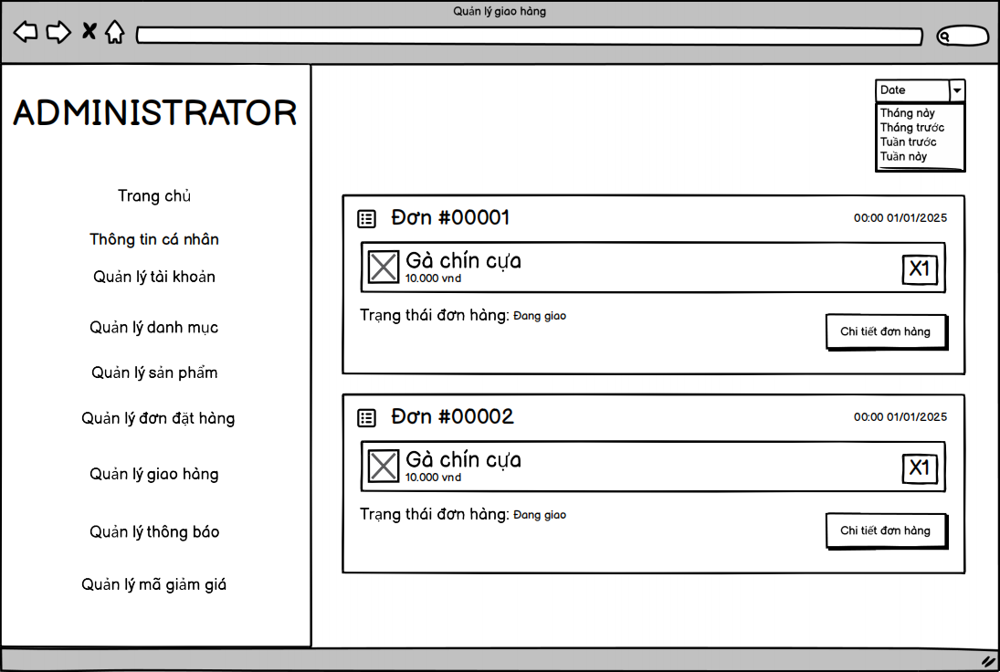 Quản lý giao hàng
ADMINISTRATOR
Trang chủ
Thông tin cá nhân
Quản lý tài khoản
Quản lý danh mục
Quản lý sản phẩm
Quản lý đơn đặt hàng
Quản lý giao hàng
Quản lý thông báo
Quản lý mã giảm giá
Date
Tháng này
Tháng trước
Tuần trước
Tuần này
Đơn #00001
00:00 01/01/2025
Gà chín cựa
10.000 vnd
X1
Trạng thái đơn hàng: Đang giao
Chi tiết đơn hàng
Đơn #00002
00:00 01/01/2025
Gà chín cựa
10.000 vnd
X1
Trạng thái đơn hàng: Đang giao
Chi tiết đơn hàng